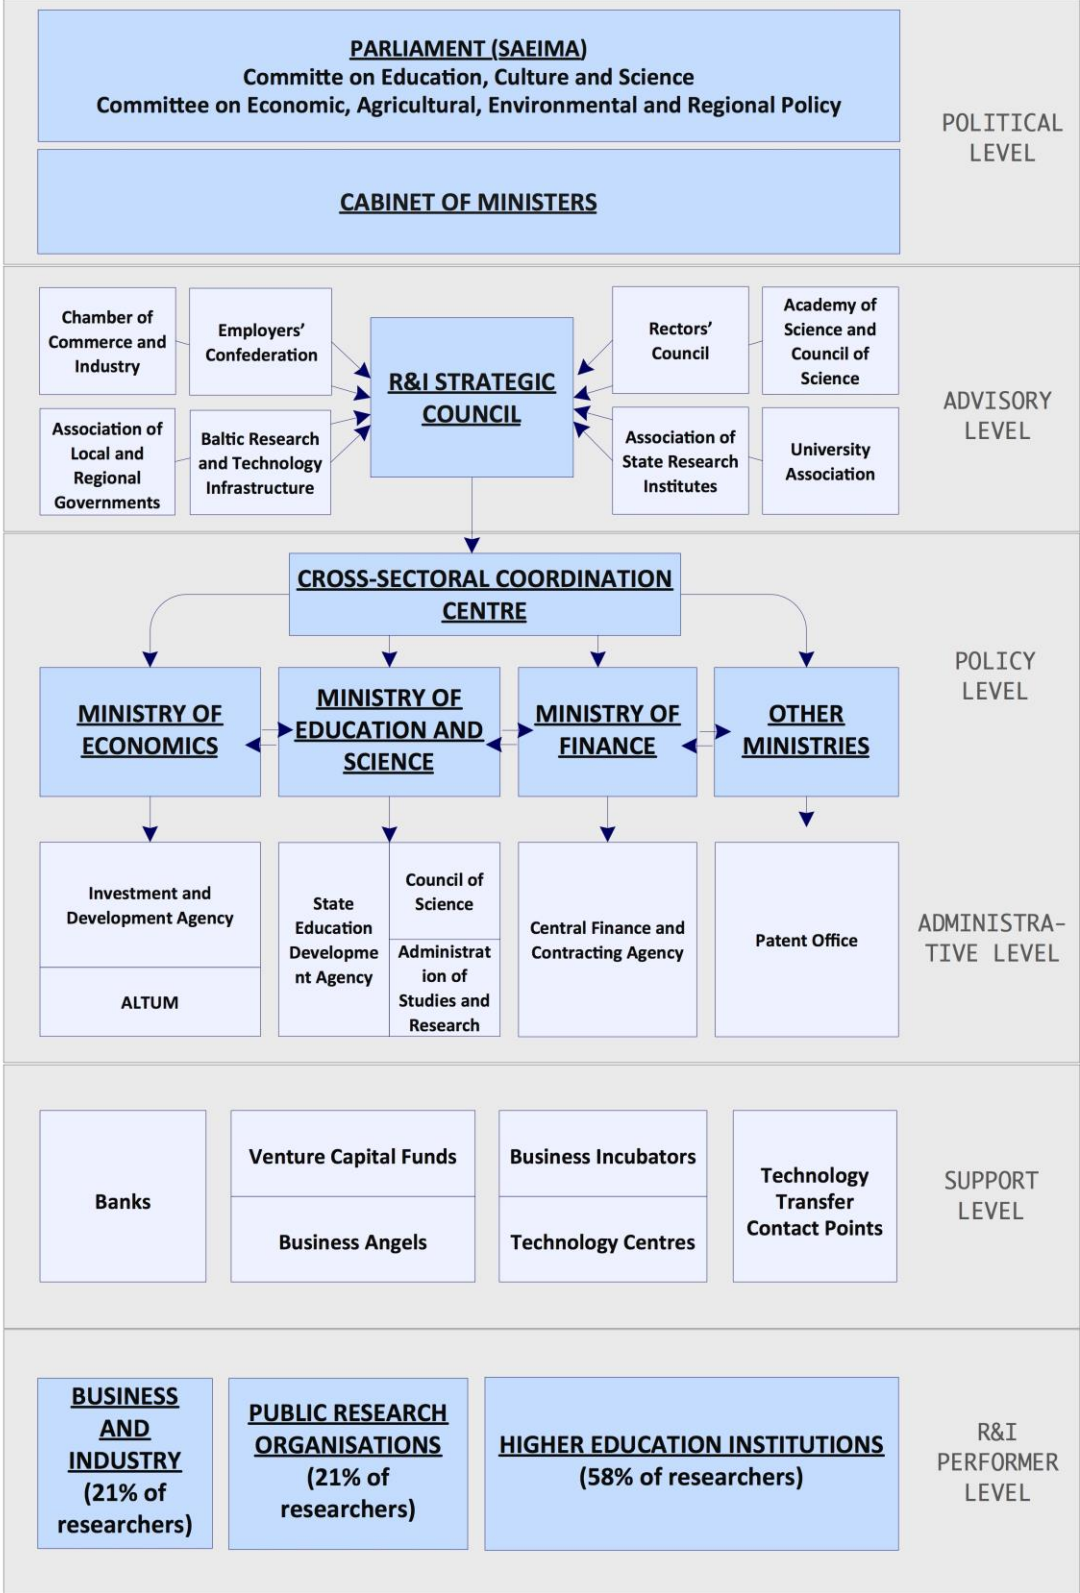 PARLIAMENT (SAEIMA)
Committe on Education, Culture and Science
Committee on Economic, Agricultural, Environmental and Regional Policy
CABINET OF MINISTERS
POLITICAL
LEVEL
Chamber of
Commerce and
Industry
Employers’
Confederation
Association of
Local and
Regional
Governments
Baltic Research
and Technology
Infrastructure
R&I STRATEGIC
COUNCIL
Rectors’
Council
Academy of
Science and
Council of
Science
Association of
State Research
Institutes
University
Association
ADVISORY
LEVEL
CROSS-SECTORAL COORDINATION
CENTRE
MINISTRY OF
ECONOMICS
MINISTRY OF
EDUCATION AND
SCIENCE
MINISTRY OF
FINANCE
OTHER
MINISTRIES
POLICY
LEVEL
Investment and
Development Agency
ALTUM
State
Education
Developme
nt Agency
Council of
Science
Administrat
ion of
Studies and
Research
Central Finance and
Contracting Agency
Patent Office
ADMINISTRA-
TIVE LEVEL
Banks
Venture Capital Funds
Business Angels
Business Incubators
Technology Centres
Technology
Transfer
Contact Points
SUPPORT
LEVEL
BUSINESS
AND
INDUSTRY
(21% of
researchers)
PUBLIC RESEARCH
ORGANISATIONS
(21% of
researchers)
HIGHER EDUCATION INSTITUTIONS
(58% of researchers)
R&I
PERFORMER
LEVEL